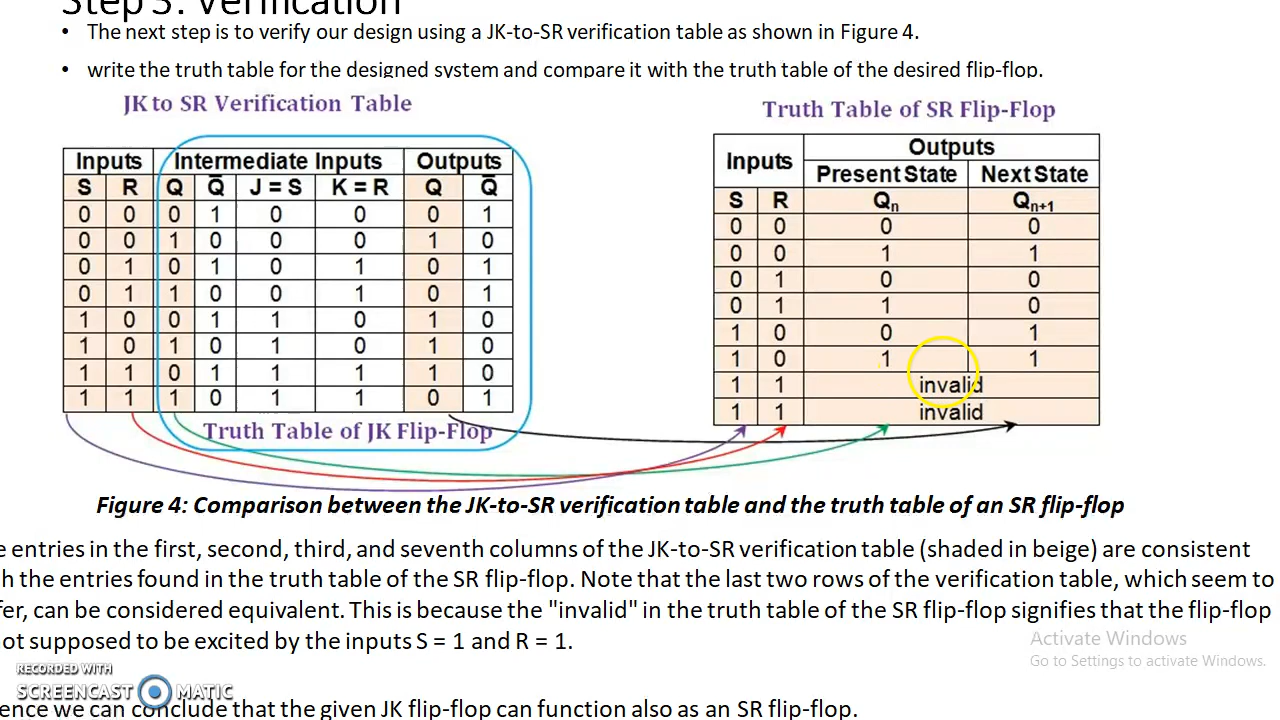 Step 3: Verification
• The next step is to verify our design using a JK-to-SR verification table as shown in Figure 4.
• write the truth table for the designed system and compare it with the truth table of the desired flip-flop.
JK to SR Verification Table
Inputs Intermediate Inputs Outputs
S R Q Q̅ J = S K = R Q Q̅
0 0 0 1 0 0 0 1
0 0 1 0 0 0 1 0
0 1 0 1 0 1 0 1
0 1 1 0 0 1 0 1
1 0 0 1 1 0 1 0
1 0 1 0 1 0 1 0
1 1 0 1 1 1 1 0
1 1 1 0 1 1 0 1
Truth Table of JK Flip-Flop
Truth Table of SR Flip-Flop
Inputs Outputs
Present State Next State
S R Qn Qn+1
0 0 0 0
0 0 1 1
0 1 0 0
0 1 1 0
1 0 0 1
1 0 1 1
1 1 invalid
1 1 invalid
Figure 4: Comparison between the JK-to-SR verification table and the truth table of an SR flip-flop
e entries in the first, second, third, and seventh columns of the JK-to-SR verification table (shaded in beige) are consistent
h the entries found in the truth table of the SR flip-flop. Note that the last two rows of the verification table, which seem to
fer, can be considered equivalent. This is because the "invalid" in the truth table of the SR flip-flop signifies that the flip-flop
ot supposed to be excited by the inputs S = 1 and R = 1.
Activate Windows
Go to Settings to activate Windows.
RECORDED WITH
SCREENCAST MATIC
ence we can conclude that the given JK flip-flop can function also as an SR flip-flop.